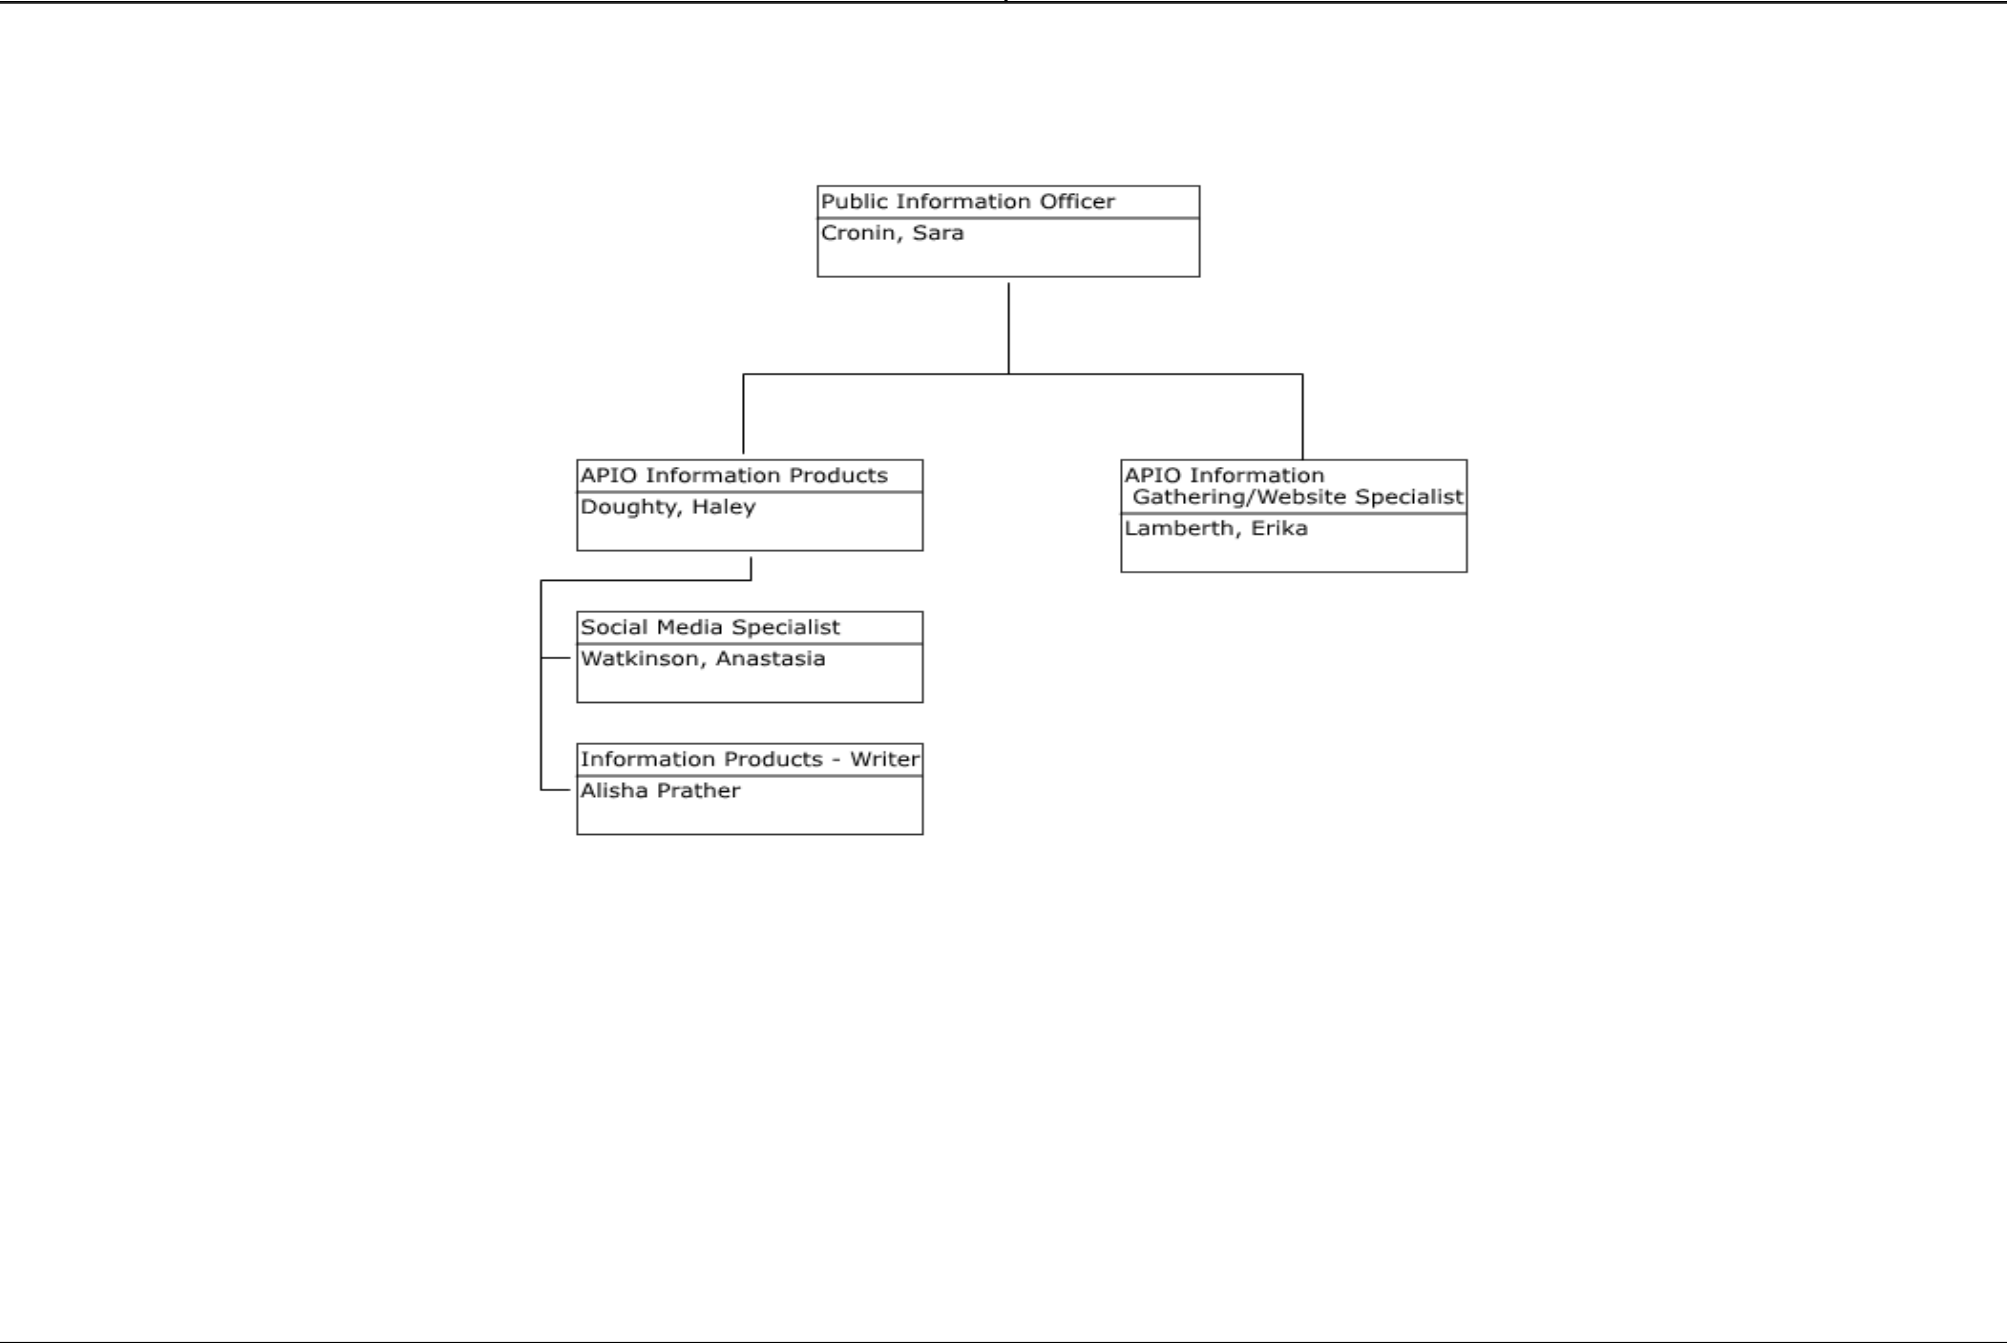 Public Information Officer
Cronin, Sara
APIO Information Products
Doughty, Haley
APIO Information
Gathering/Website Specialist
Lamberth, Erika
Social Media Specialist
Watkinson, Anastasia
Information Products - Writer
Alisha Prather